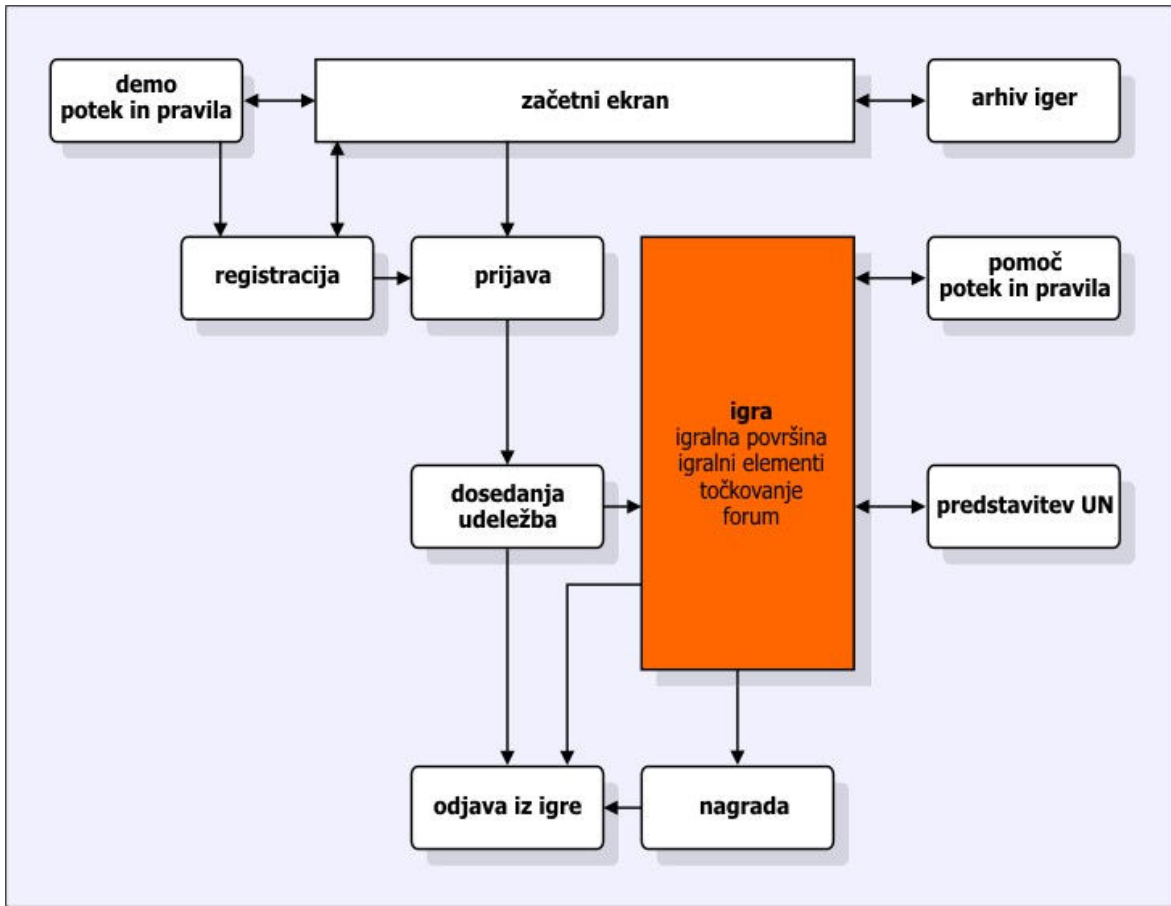 demo
potek in pravila
začetni ekran
arhiv iger
registracija
prijava
pomoč
potek in pravila
igra
igralna površina
igralni elementi
točkovanje
forum
dosedanja
udeležba
predstavitev UN
odjava iz igre
nagrada